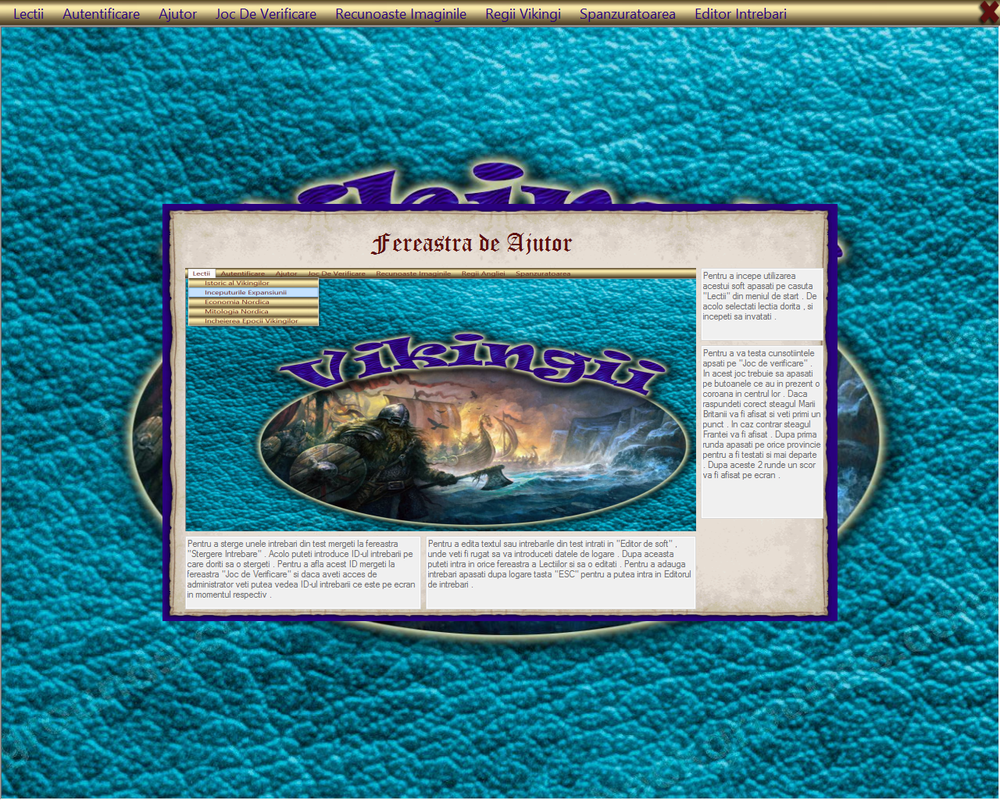 Lectii Autentificare Ajutor Joc De Verificare Recunoaste Imaginile Regii Vikingi Spanzuratoarea Editor Intrebari
Fereastra de Ajutor
Lectii Autentificare Ajutor Joc De Verificare Recunoaste Imaginile Regii Angliei Spanzuratoarea
Istoric al Vikingilor
Inceputurile Expansiunii
Economia Nordica
Mitologia Nordica
Incheierea Epocii Vikingilor
Vikingii
Pentru a incepe utilizarea
acestui soft apasati pe casuta
"Lectii" din meniul de start . De
acolo selectati lectia dorita , si
incepeti sa invatati .
Pentru a va testa cunsotiintele
apsati pe "Joc de verificare" .
In acest joc trebuie sa apasati
pe butoanele ce au in prezent o
coroana in centrul lor . Daca
raspundeti corect steagul Marii
Britanii va fi afisat si veti primi un
punct . In caz contrar steagul
Frantei va fi afisat . Dupa prima
runda apasati pe orice provincie
pentru a fi testati si mai departe
. Dupa aceste 2 runde un scor
va fi afisat pe ecran .
Pentru a sterge unele intrebari din test mergeti la fereastra
"Stergere Intrebare" . Acolo puteti introduce ID-ul intrebarii pe
care doriti sa o stergeti . Pentru a afla acest ID mergeti la
fereastra "Joc de Verificare" si daca aveti acces de
administrator veti putea vedea ID-ul intrebarii ce este pe ecran
in momentul respectiv .
Pentru a edita textul sau intrebarile din test intrati in "Editor de soft" ,
unde veti fi rugat sa va introduceti datele de logare . Dupa aceasta
puteti intra in orice fereastra a Lectiilor si sa o editati . Pentru a adauga
intrebari apasati dupa logare tasta "ESC" pentru a putea intra in Editorul
de intrebari .